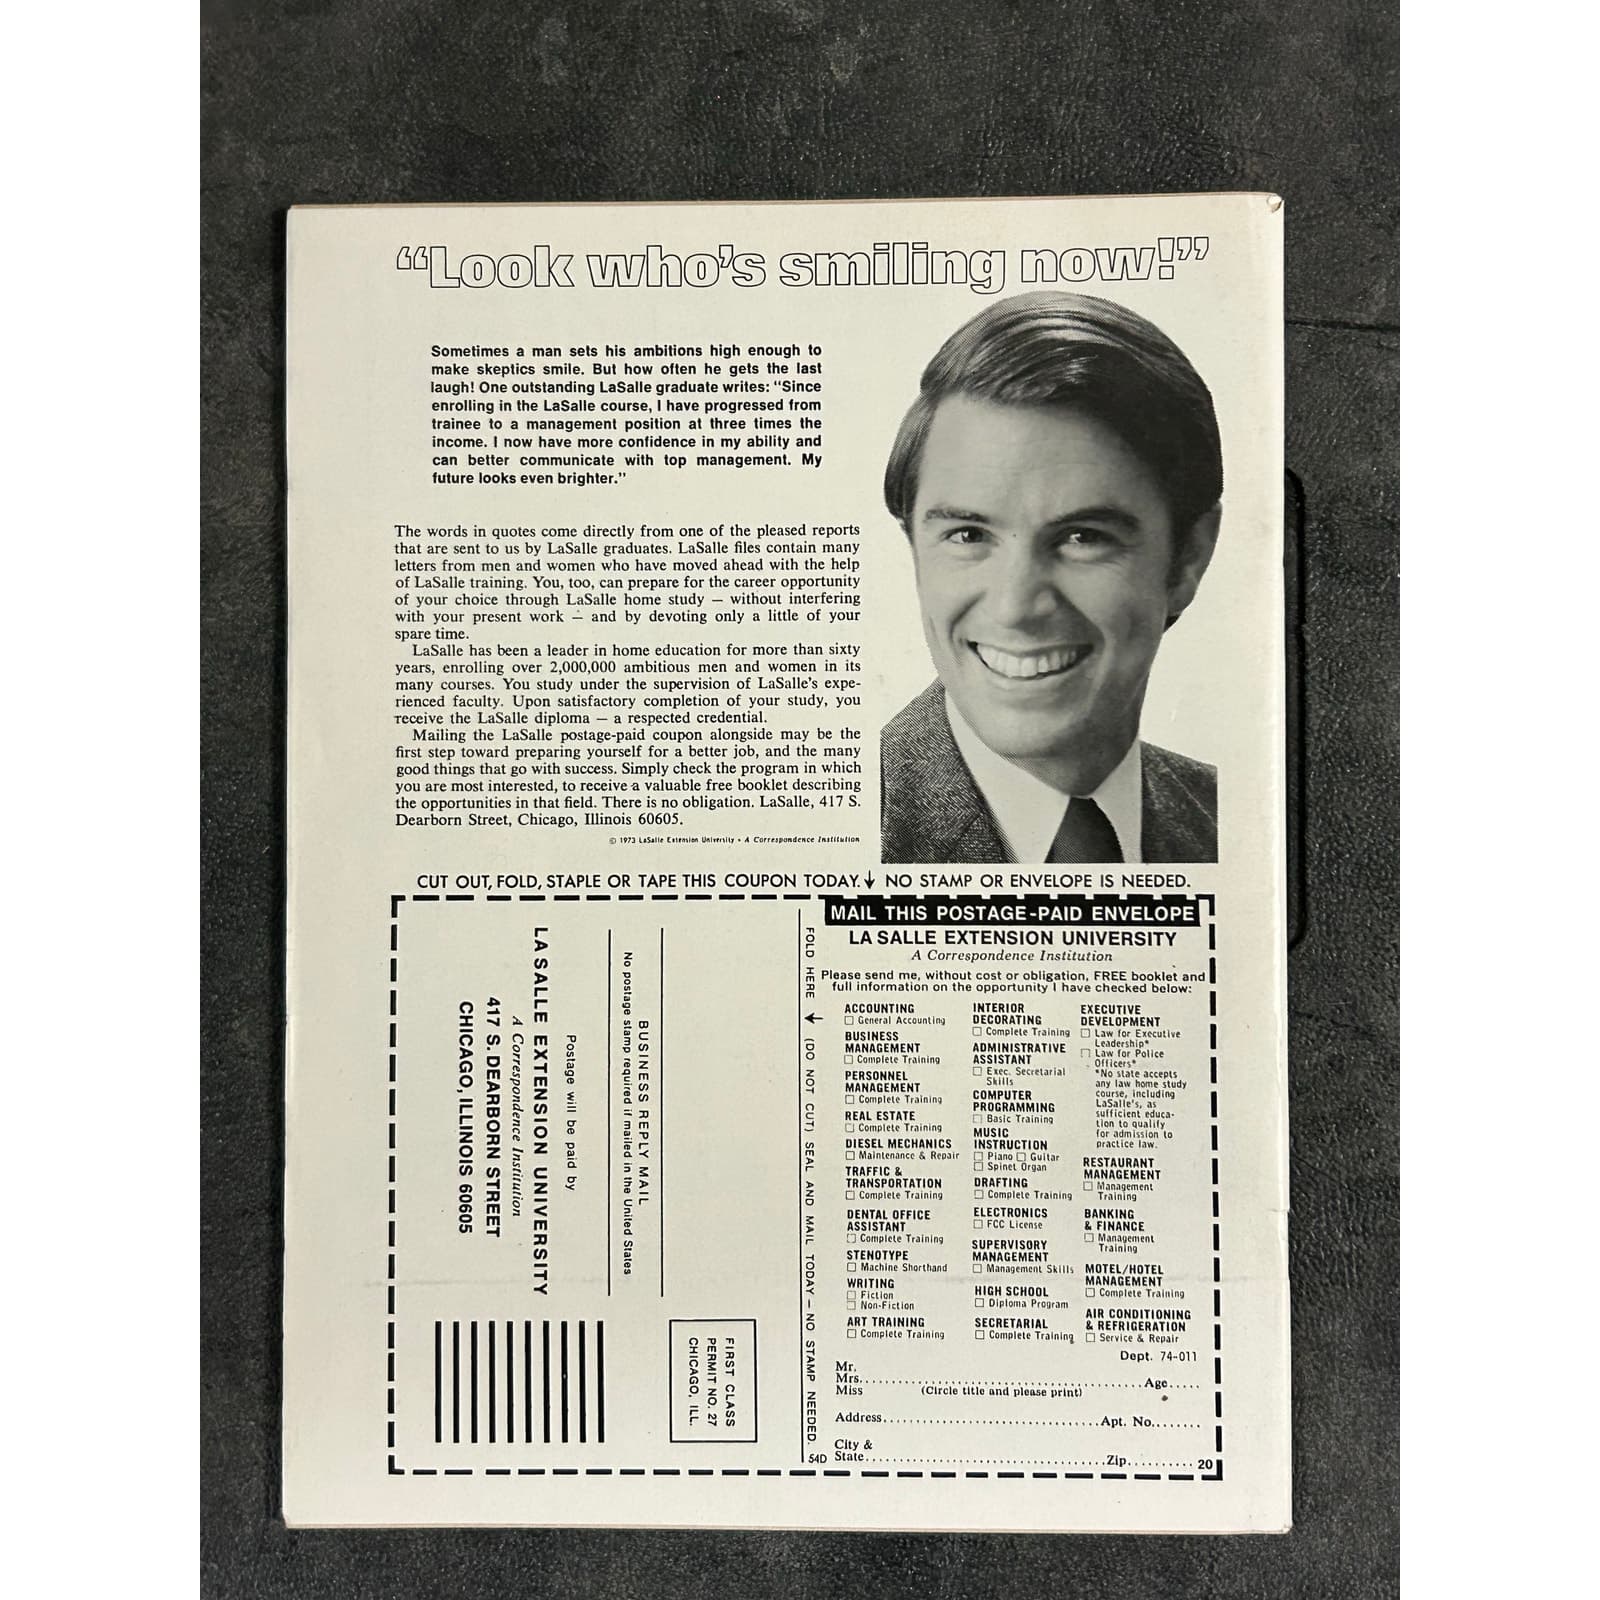 “Look who's smiling now!”
Sometimes a man sets his ambitions high enough to
make skeptics smile. But how often he gets the last
laugh! One outstanding LaSalle graduate writes: “Since
enrolling in the LaSalle course, I have progressed from
trainee to a management position at three times the
income. I now have more confidence in my ability and
can better communicate with top management. My
future looks even brighter.”
The words in quotes come directly from one of the pleased reports
that are sent to us by LaSalle graduates. LaSalle files contain many
letters from men and women who have moved ahead with the help
of LaSalle training. You, too, can prepare for the career opportunity
of your choice through LaSalle home study — without interfering
with your present work — and by devoting only a little of your
spare time.
LaSalle has been a leader in home education for more than sixty
years, enrolling over 2,000,000 ambitious men and women in its
many courses. You study under the supervision of LaSalle's expe-
rienced faculty. Upon satisfactory completion of your study, you
receive the LaSalle diploma — a respected credential.
Mailing the LaSalle postage-paid coupon alongside may be the
first step toward preparing yourself for a better job, and the many
good things that go with success. Simply check the program in which
you are most interested, to receive a valuable free booklet describing
the opportunities in that field. There is no obligation. LaSalle, 417 S.
Dearborn Street, Chicago, Illinois 60605.
© 1973 LaSalle Extension University • A Correspondence Institution
CUT OUT, FOLD, STAPLE OR TAPE THIS COUPON TODAY. ↓ NO STAMP OR ENVELOPE IS NEEDED.
FIRST CLASS
PERMIT NO. 27
CHICAGO, ILL.
BUSINESS REPLY MAIL
No postage stamp required if mailed in the United States
Postage will be paid by
LA SALLE EXTENSION UNIVERSITY
A Correspondence Institution
417 S. DEARBORN STREET
CHICAGO, ILLINOIS 60605
FOLD HERE ↓ (DO NOT CUT) SEAL AND MAIL TODAY — NO STAMP NEEDED.
MAIL THIS POSTAGE-PAID ENVELOPE
LA SALLE EXTENSION UNIVERSITY
A Correspondence Institution
Please send me, without cost or obligation, FREE booklet and
full information on the opportunity I have checked below:
ACCOUNTING
☐ General Accounting
BUSINESS
MANAGEMENT
☐ Complete Training
PERSONNEL
MANAGEMENT
☐ Complete Training
REAL ESTATE
☐ Complete Training
DIESEL MECHANICS
☐ Maintenance & Repair
TRAFFIC &
TRANSPORTATION
☐ Complete Training
DENTAL OFFICE
ASSISTANT
☐ Complete Training
STENOTYPE
☐ Machine Shorthand
WRITING
☐ Fiction
☐ Non-Fiction
ART TRAINING
☐ Complete Training
INTERIOR
DECORATING
☐ Complete Training
ADMINISTRATIVE
ASSISTANT
☐ Exec. Secretarial
Skills
COMPUTER
PROGRAMMING
☐ Basic Training
MUSIC
INSTRUCTION
☐ Piano ☐ Guitar
☐ Spinet Organ
DRAFTING
☐ Complete Training
ELECTRONICS
☐ FCC License
SUPERVISORY
MANAGEMENT
☐ Management Skills
HIGH SCHOOL
☐ Diploma Program
SECRETARIAL
☐ Complete Training
EXECUTIVE
DEVELOPMENT
☐ Law for Executive
Leadership*
☐ Law for Police
Officers*
*No state accepts
any law home study
course, including
LaSalle's, as
sufficient educa-
tion to qualify
for admission to
practice law.
RESTAURANT
MANAGEMENT
☐ Management
Training
BANKING
& FINANCE
☐ Management
Training
MOTEL/HOTEL
MANAGEMENT
☐ Complete Training
AIR CONDITIONING
& REFRIGERATION
☐ Service & Repair
Dept. 74-011
Mr.
Mrs. Age
Miss (Circle title and please print)
Address Apt. No.
City &
State Zip 20
54D